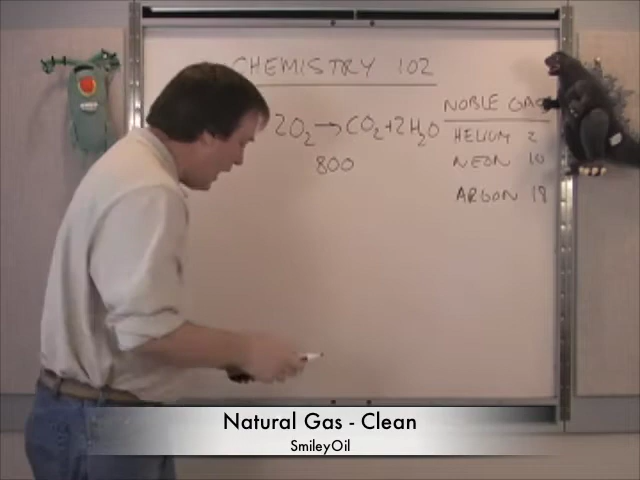 CHEMISTRY 102
2O₂→CO₂+2H₂O
800
NOBLE GAS
HELIUM 2
NEON 10
ARGON 18
Natural Gas - Clean
SmileyOil